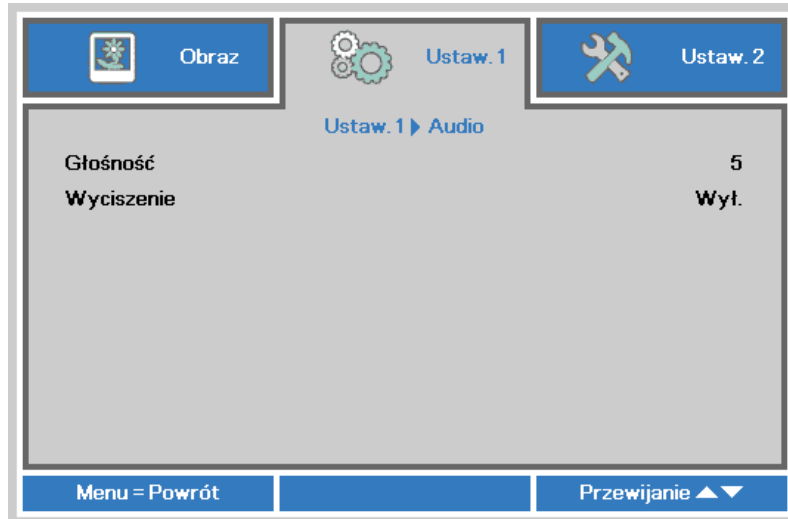 Obraz Ustaw. 1 Ustaw. 2
Ustaw. 1 ▶ Audio
Głośność 5
Wyciszenie Wył.
Menu = Powrót Przewijanie ▲▼